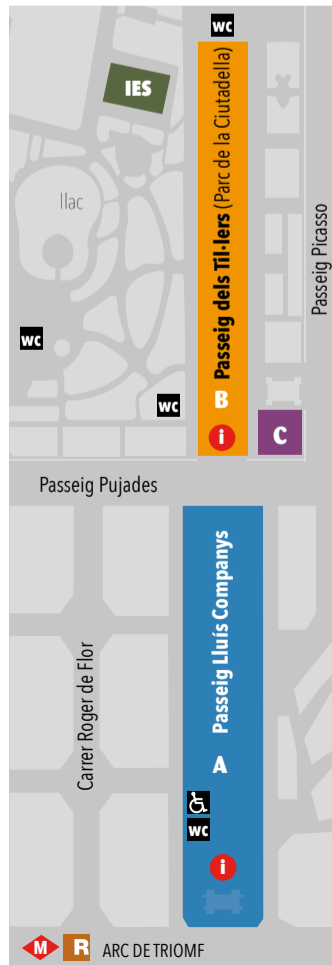 wc
IES
llac
Passeig dels Til·lers (Parc de la Ciutadella)
Passeig Picasso
wc
wc
B
i
C
Passeig Pujades
Passeig Lluís Companys
Carrer Roger de Flor
A
wc
i
M R ARC DE TRIOMF